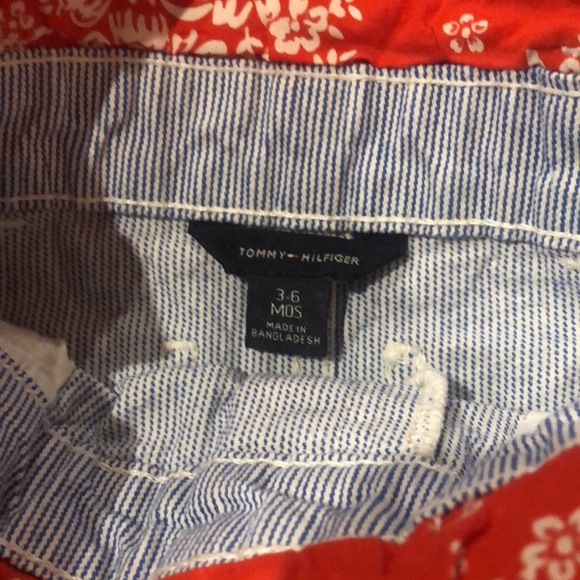 TOMMY HILFIGER
3-6
MOS
MADE IN
BANGLADESH